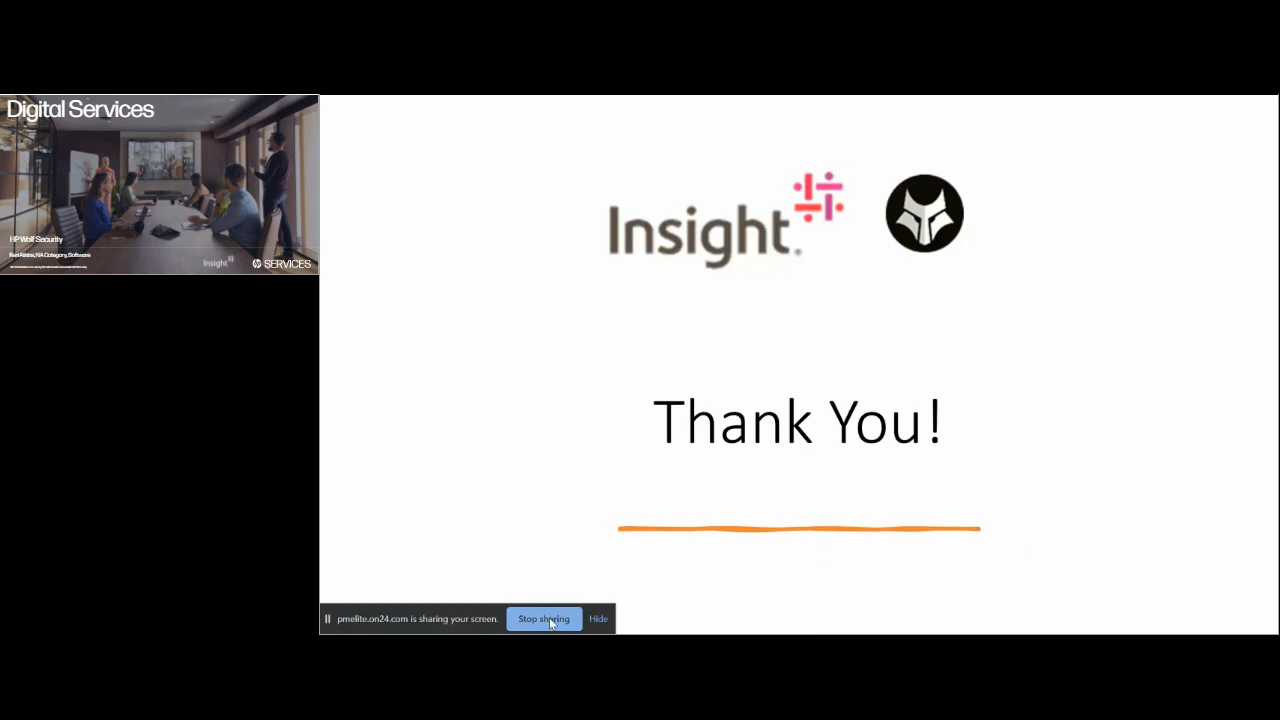 Digital Services
HP Wolf Security
Insight
SERVICES
Insight
Thank You!
pmelite.on24.com is sharing your screen.
Stop sharing
Hide